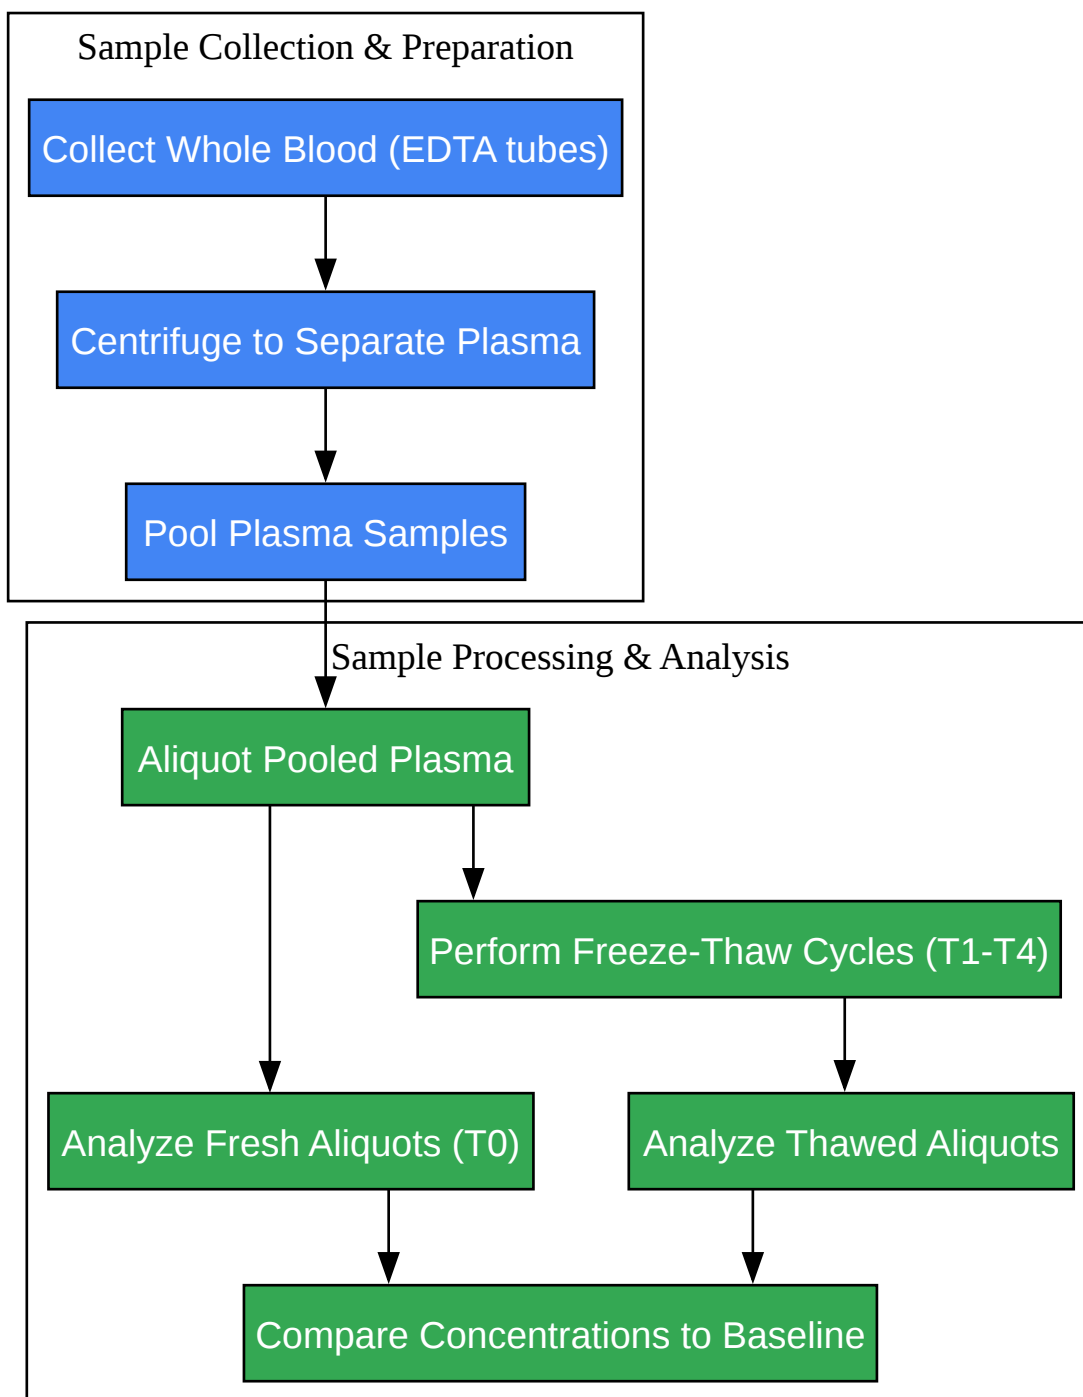 Sample Collection & Preparation
Collect Whole Blood (EDTA tubes)
Centrifuge to Separate Plasma
Pool Plasma Samples
Sample Processing & Analysis
Aliquot Pooled Plasma
Perform Freeze-Thaw Cycles (T1-T4)
Analyze Fresh Aliquots (T0)
Analyze Thawed Aliquots
Compare Concentrations to Baseline